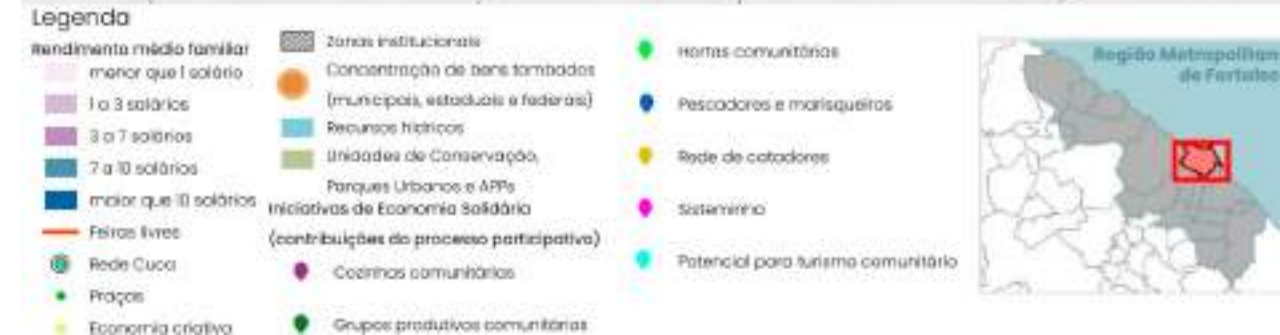 Legenda
Rendimento médio familiar
menor que 1 salário
1 a 3 salários
3 a 7 salários
7 a 10 salários
maior que 10 salários
Feiras livres
Rede Cuca
Praças
Economia criativa
Zonas institucionais
Concentração de bens tombados
(municipais, estaduais e federais)
Recursos hídricos
Unidades de Conservação,
Parques Urbanos e APPs
Iniciativas de Economia Solidária
(contribuições do processo participativo)
Cozinhas comunitárias
Grupos produtivos comunitários
Hortas comunitárias
Pescadores e marisqueiros
Rede de catadores
Sisteminha
Potencial para turismo comunitário
Região Metropolitan
de Fortalec